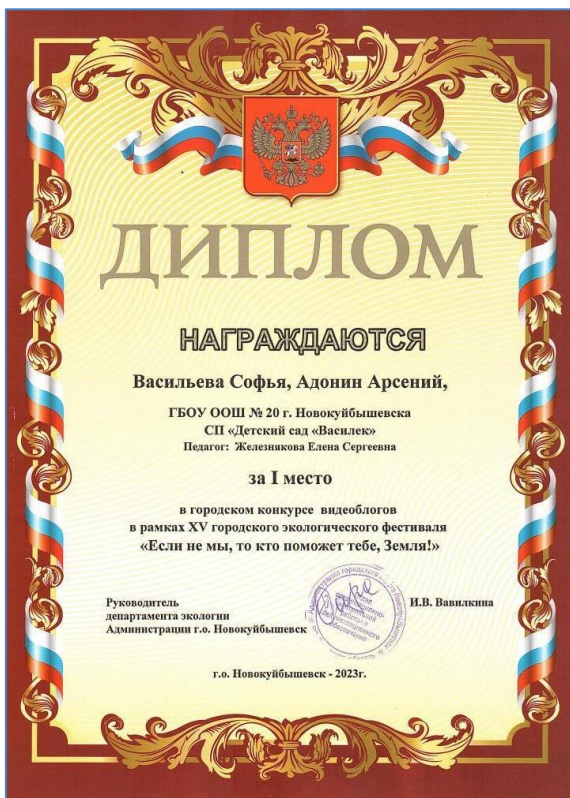 ДИПЛОМ
НАГРАЖДАЮТСЯ
Васильева Софья, Адонин Арсений,
ГБОУ ООШ № 20 г. Новокуйбышевска
СП «Детский сад «Василек»
Педагог: Железнякова Елена Сергеевна
за I место
в городском конкурсе видеоблогов
в рамках XV городского экологического фестиваля
«Если не мы, то кто поможет тебе, Земля!»
Руководитель
департамента экологии
Администрации г.о. Новокуйбышевск
И.В. Вавилкина
г.о. Новокуйбышевск - 2023г.